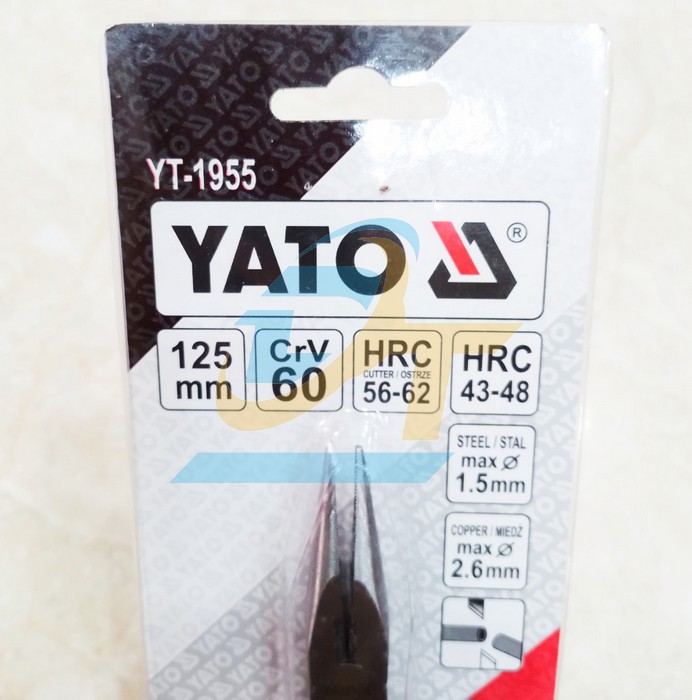 YT-1955
YATO ®
125
mm
CrV
60
HRC
CUTTER / OSTRZE
56-62
HRC
43-48
STEEL / STAL
max Ø
1.5mm
COPPER / MIEDŹ
max Ø
2.6mm